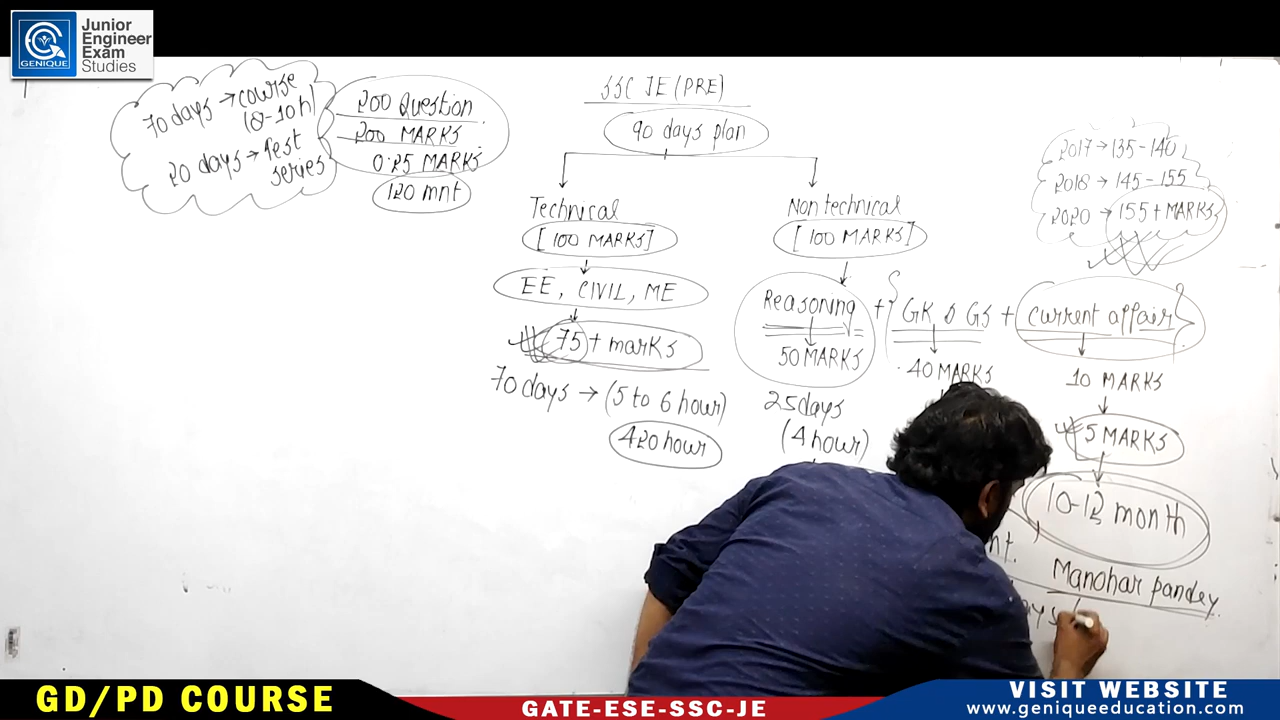 GENIQUE
Junior
Engineer
Exam
Studies
70 days → course
(8-10 h)
20 days → Test
series
200 Question
200 MARKS
0.25 MARKS
120 mnt
SSC JE (PRE)
90 days plan
2017 → 135-140
2018 → 145-155
2020 → 155+ MARKS
Technical
[100 MARKS]
EE, CIVIL, ME
75+ marks
70 days → (5 to 6 hour)
420 hour
Non technical
[100 MARKS]
Reasoning + { GK & GS + current affair }
50 MARKS
25 days
(4 hour)
40 MARKS
10 MARKS
5 MARKS
10-12 month
Manohar pandey
GD/PD COURSE
GATE-ESE-SSC-JE
VISIT WEBSITE
www.geniqueeducation.com